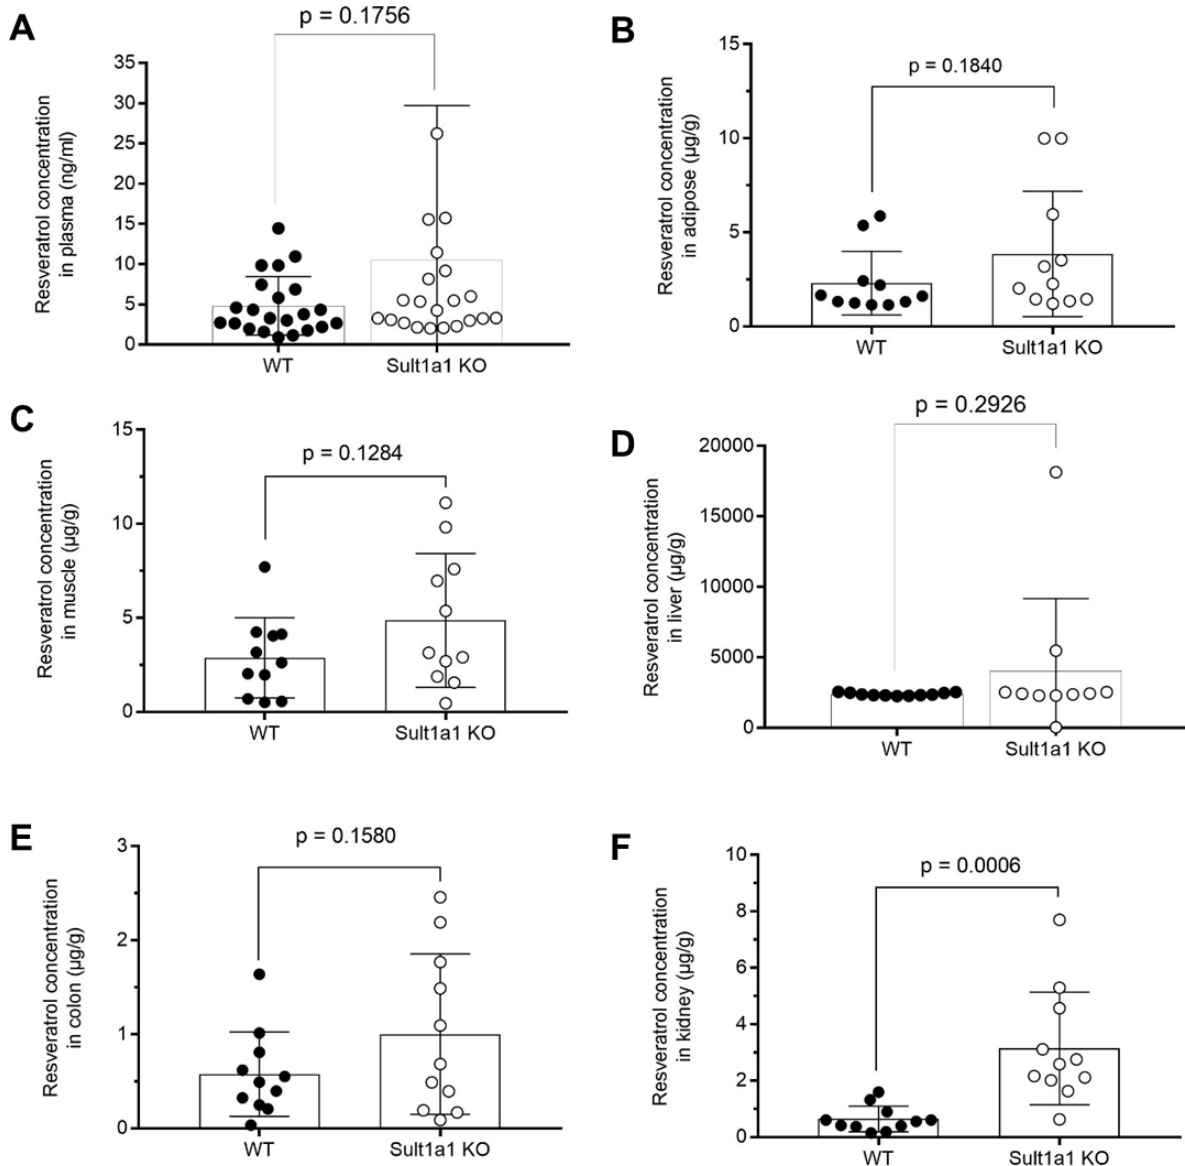 A
p = 0.1756
Resveratrol concentration
in plasma (ng/ml)
35
30
25
20
15
10
5
0
WT
Sult1a1 KO
B
p = 0.1840
Resveratrol concentration
in adipose (µg/g)
15
10
5
0
WT
Sult1a1 KO
C
p = 0.1284
Resveratrol concentration
in muscle (µg/g)
15
10
5
0
WT
Sult1a1 KO
D
p = 0.2926
Resveratrol concentration
in liver (µg/g)
20000
15000
10000
5000
0
WT
Sult1a1 KO
E
p = 0.1580
Resveratrol concentration
in colon (µg/g)
3
2
1
0
WT
Sult1a1 KO
F
p = 0.0006
Resveratrol concentration
in kidney (µg/g)
10
8
6
4
2
0
WT
Sult1a1 KO